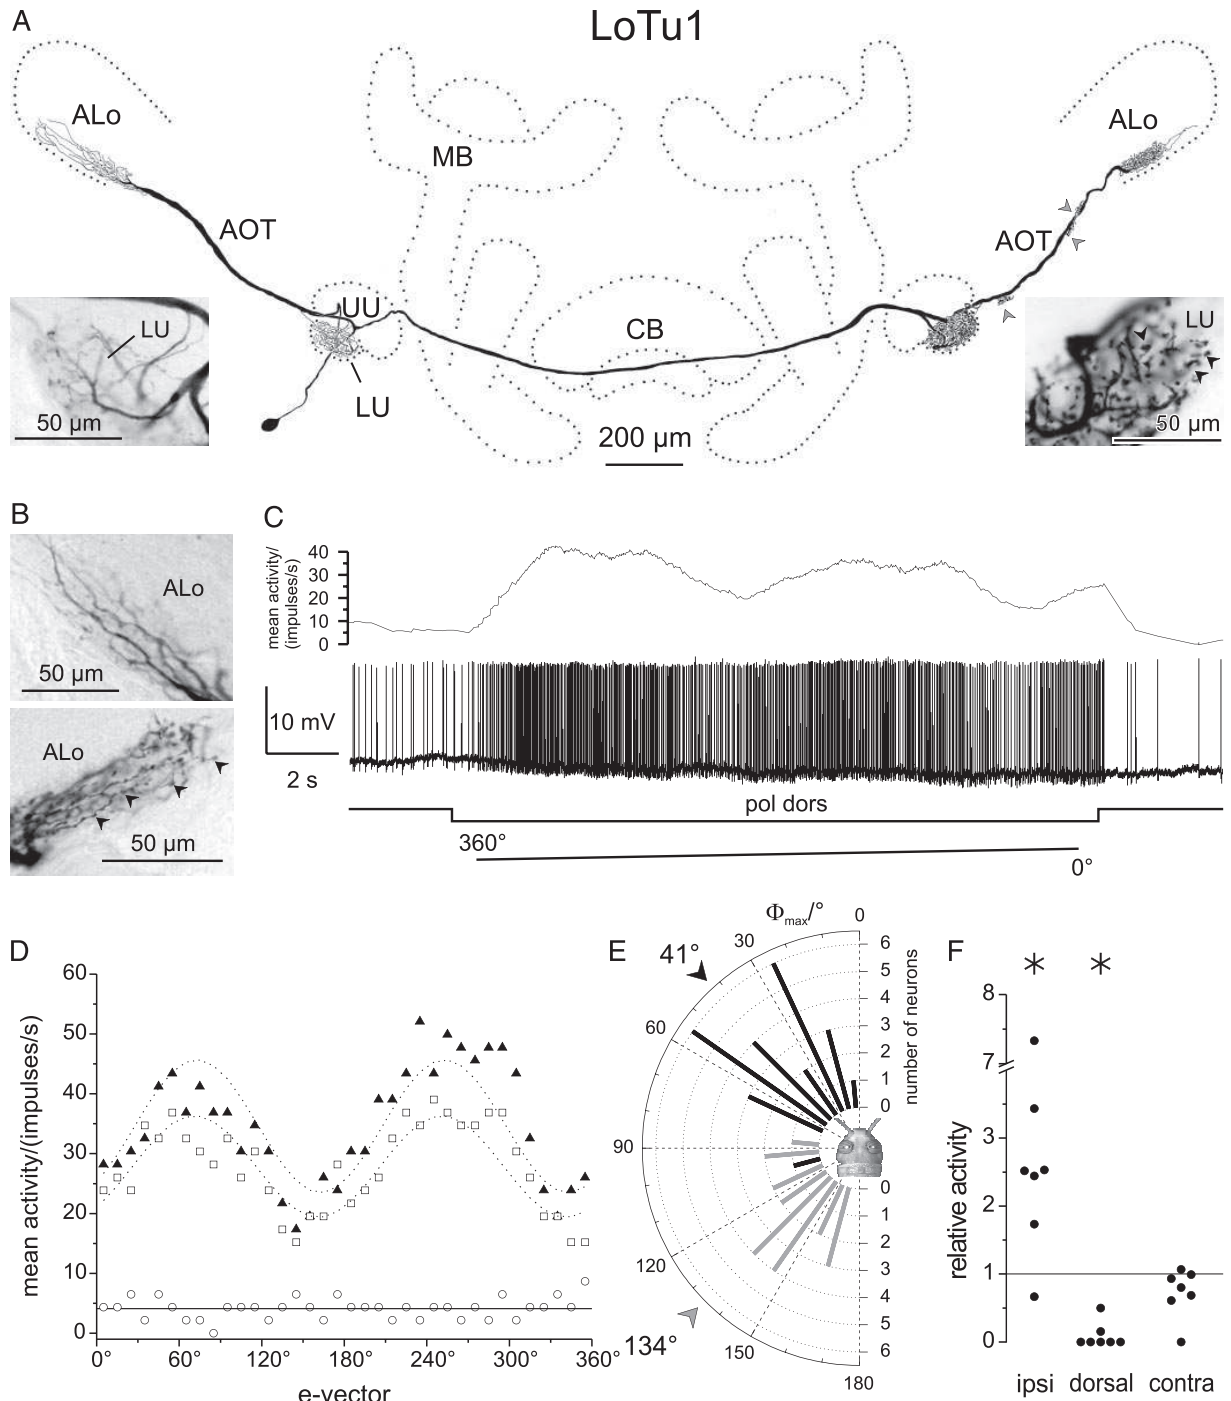 A
LoTu1
ALo
ALo
MB
AOT
AOT
UU
CB
LU
LU
LU
50 µm
200 µm
50 µm
B
ALo
50 µm
ALo
50 µm
C
mean activity/
(impulses/s)
40
30
20
10
0
10 mV
2 s
pol dors
360°
0°
D
mean activity/(impulses/s)
60
50
40
30
20
10
0
0° 60° 120° 180° 240° 300° 360°
e-vector
E
Φmax/°
0
30
41°
60
90
120
134°
150
180
6
5
4
3
2
1
0
number of neurons
0
1
2
3
4
5
6
F
* *
relative activity
8
7
3
2
1
0
ipsi dorsal contra